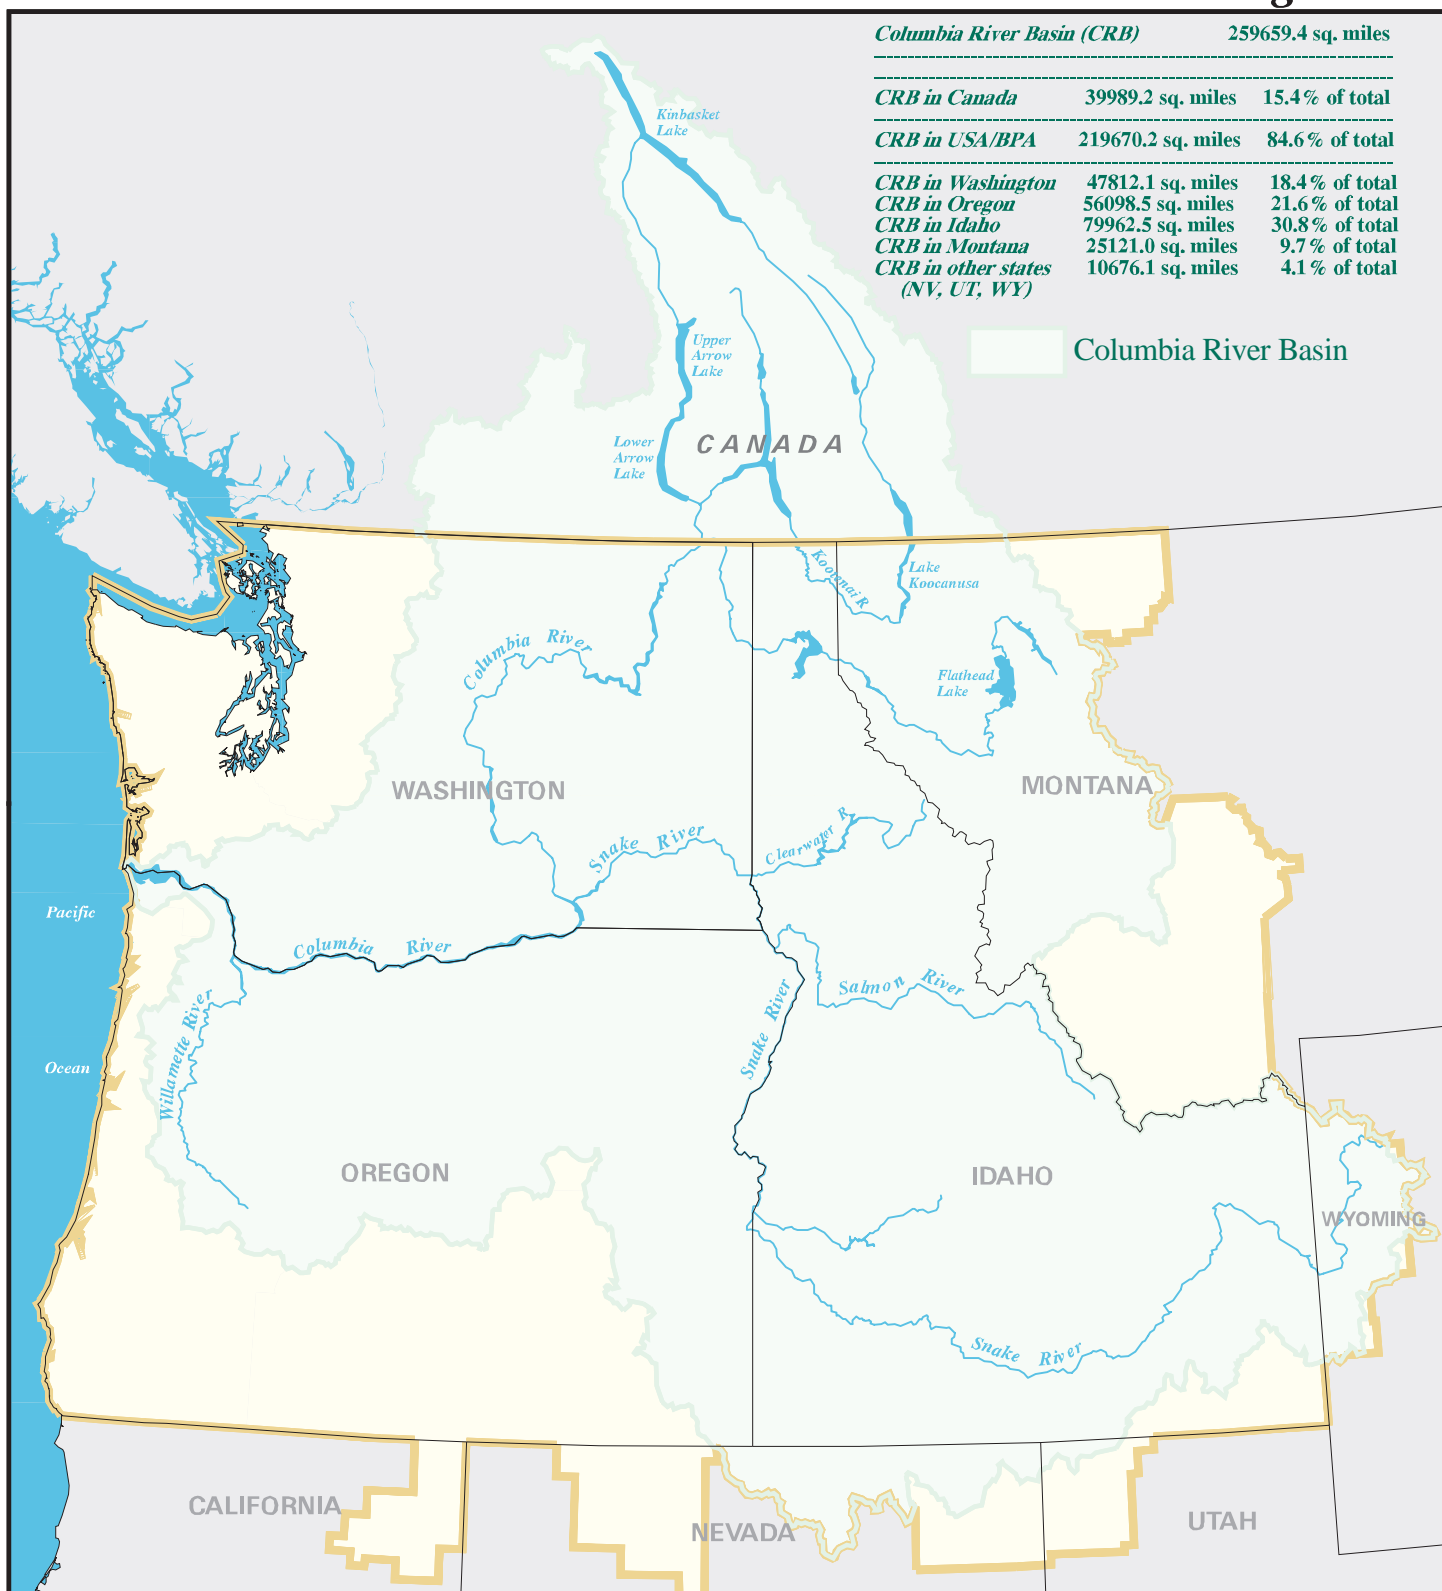 Columbia River Basin (CRB) 259659.4 sq. miles
CRB in Canada 39989.2 sq. miles 15.4% of total
CRB in USA/BPA 219670.2 sq. miles 84.6% of total
CRB in Washington 47812.1 sq. miles 18.4% of total
CRB in Oregon 56098.5 sq. miles 21.6% of total
CRB in Idaho 79962.5 sq. miles 30.8% of total
CRB in Montana 25121.0 sq. miles 9.7% of total
CRB in other states 10676.1 sq. miles 4.1% of total
(NV, UT, WY)
Columbia River Basin
Kinbasket
Lake
Upper
Arrow
Lake
Lower
Arrow
Lake
CANADA
Kootenai R
Lake
Koocanusa
Columbia River
Flathead
Lake
WASHINGTON
MONTANA
Snake River
Clearwater R
Pacific
Columbia River
Salmon River
Snake River
Willamette River
Ocean
OREGON
IDAHO
WYOMING
Snake River
CALIFORNIA
NEVADA
UTAH